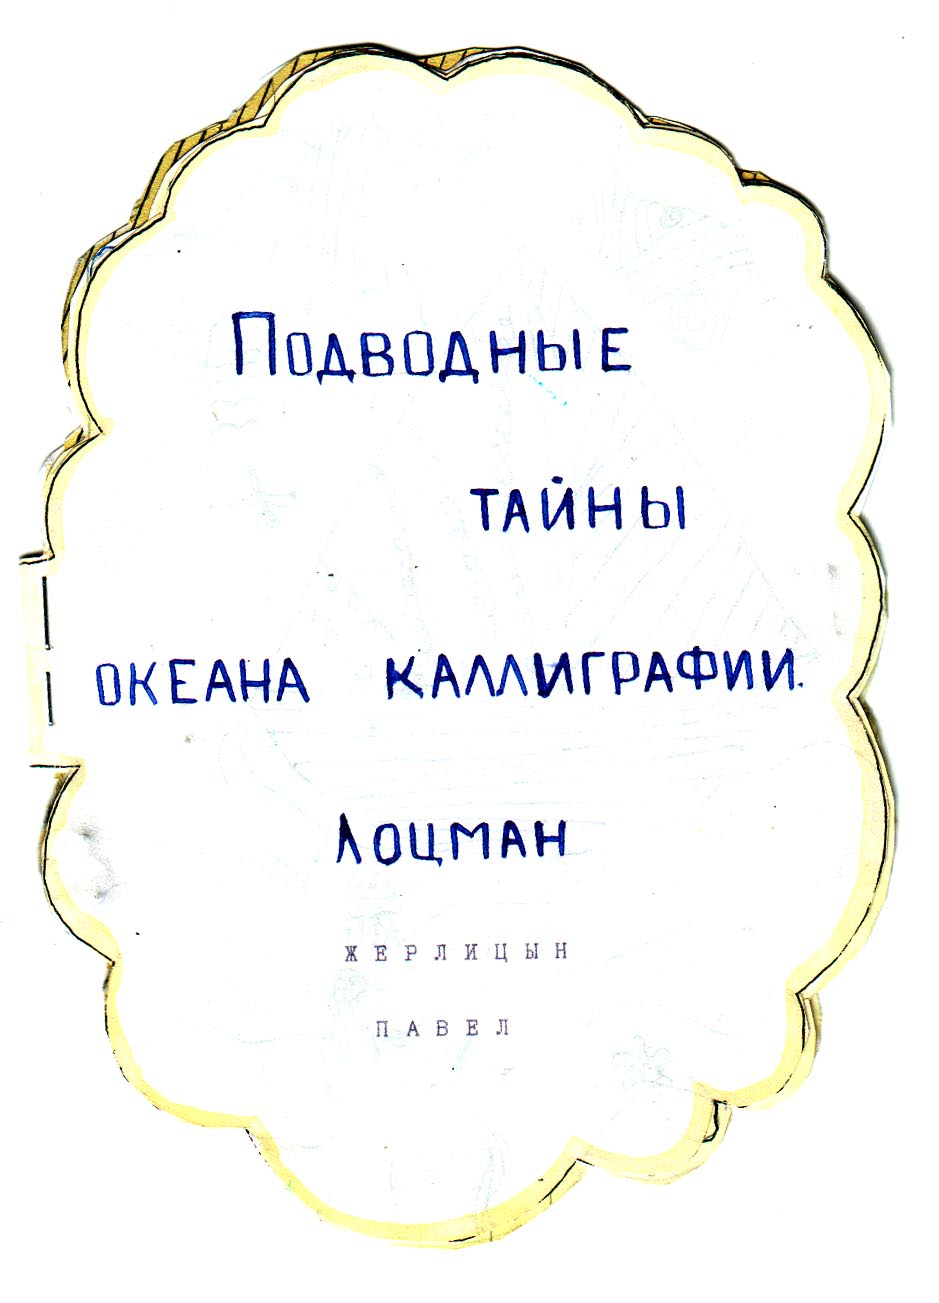 Подводные
тайны
океана каллиграфии.
Лоцман
ЖЕРЛИЦЫН
ПАВЕЛ